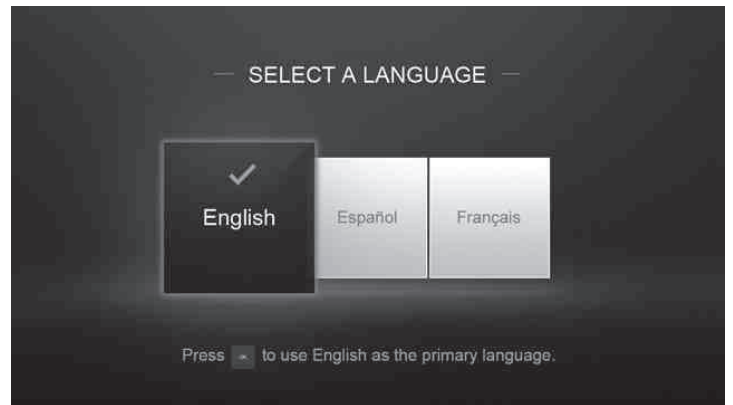 SELECT A LANGUAGE
English
Español
Français
Press to use English as the primary language.